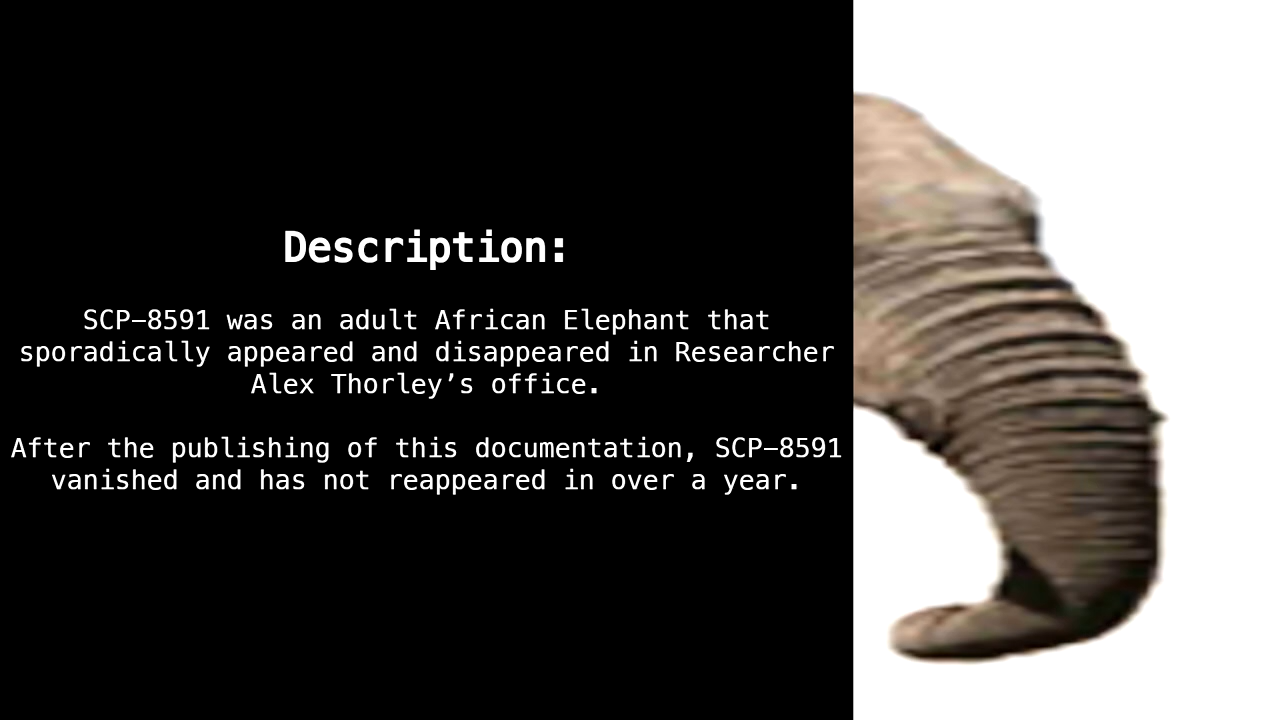 Description:
SCP–8591 was an adult African Elephant that
sporadically appeared and disappeared in Researcher
Alex Thorley’s office.
After the publishing of this documentation, SCP–8591
vanished and has not reappeared in over a year.